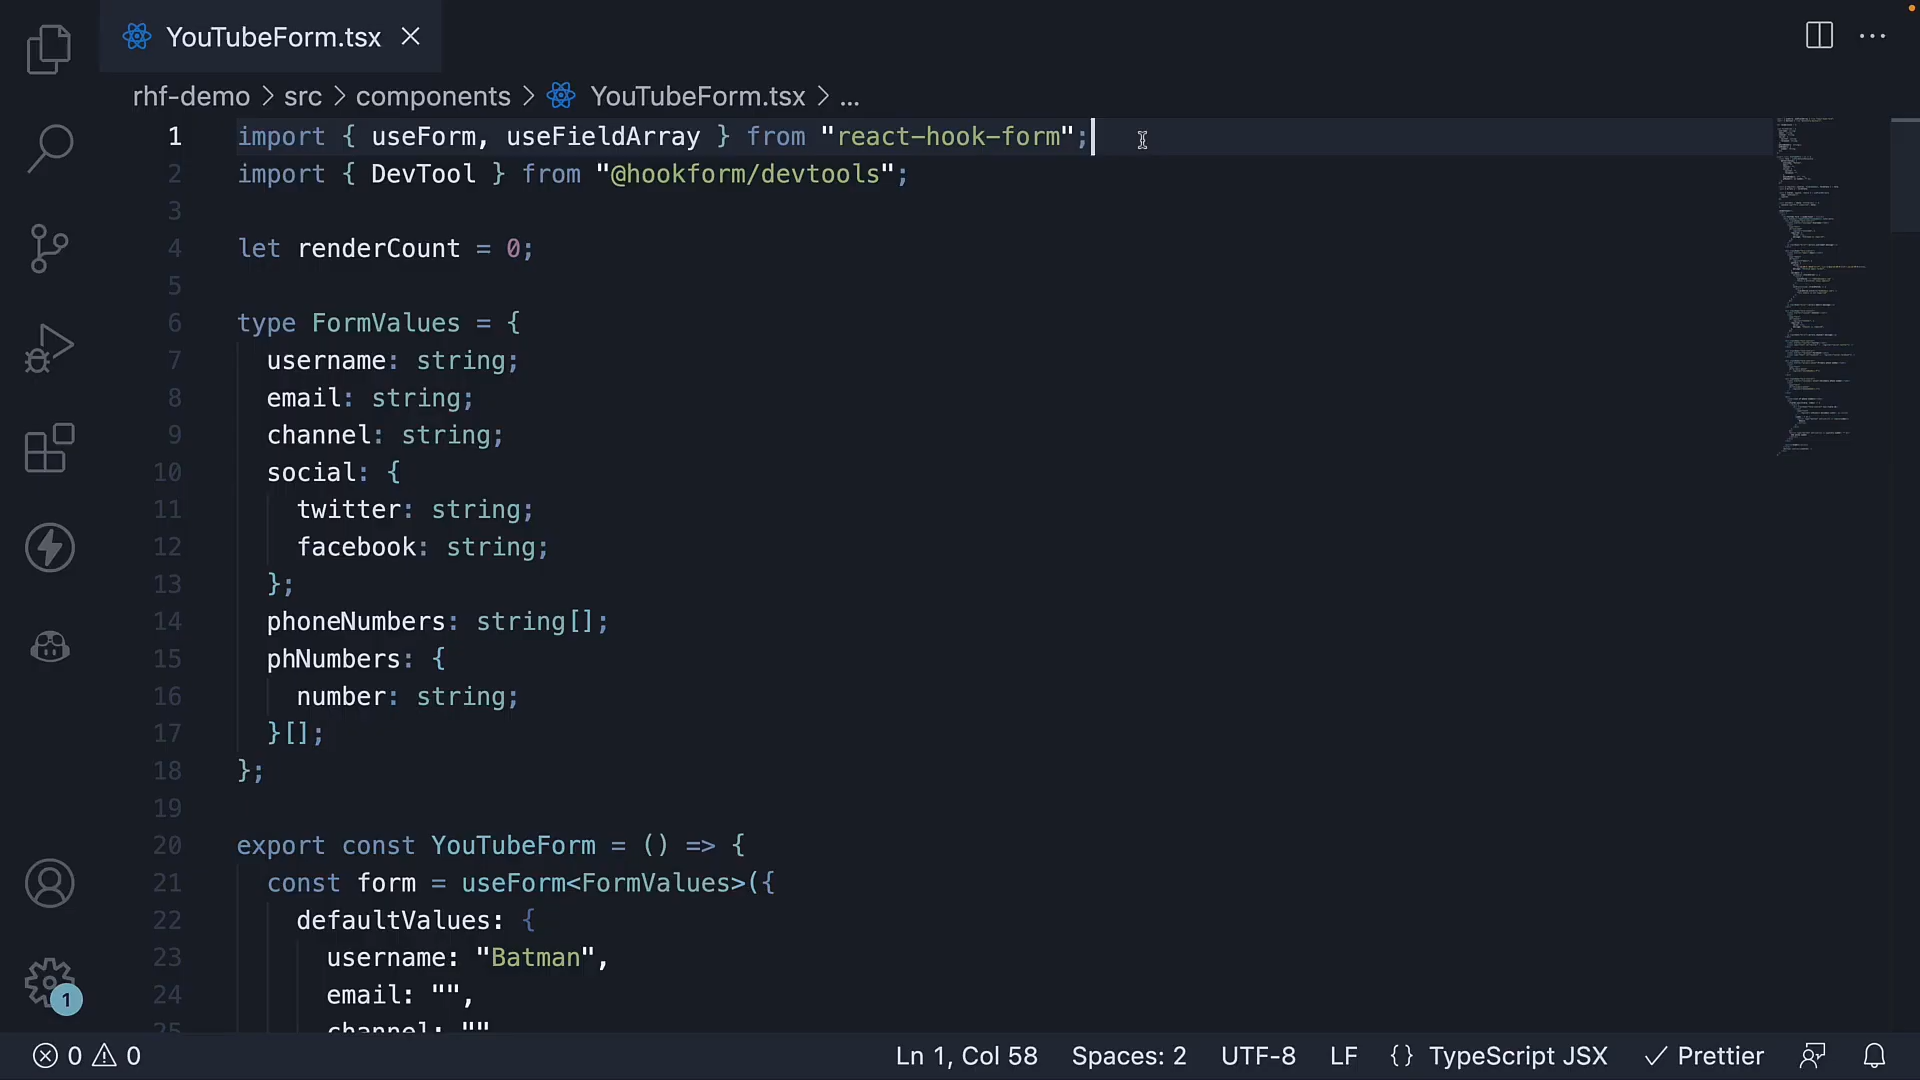 YouTubeForm.tsx
rhf-demo > src > components > YouTubeForm.tsx > ...
1 import { useForm, useFieldArray } from "react-hook-form";
2 import { DevTool } from "@hookform/devtools";
3
4 let renderCount = 0;
5
6 type FormValues = {
7   username: string;
8   email: string;
9   channel: string;
10   social: {
11     twitter: string;
12     facebook: string;
13   };
14   phoneNumbers: string[];
15   phNumbers: {
16     number: string;
17   }[];
18 };
19
20 export const YouTubeForm = () => {
21   const form = useForm<FormValues>({
22     defaultValues: {
23       username: "Batman",
24       email: "",
25       channel: ""
1
0 0 Ln 1, Col 58 Spaces: 2 UTF-8 LF {} TypeScript JSX Prettier